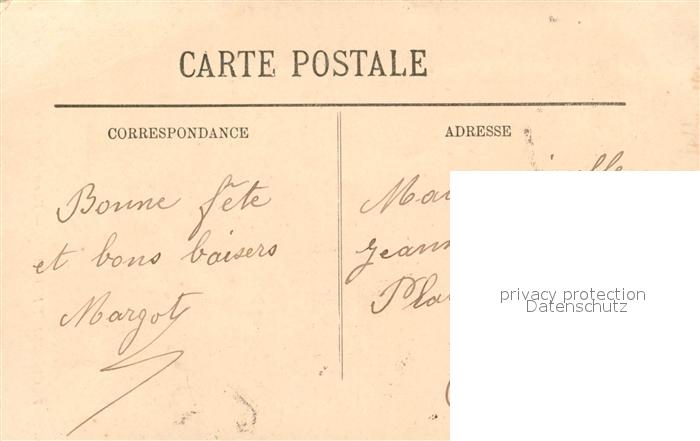 CARTE POSTALE
CORRESPONDANCE
ADRESSE
Bonne fête
et bons baisers
Margot
privacy protection
Datenschutz